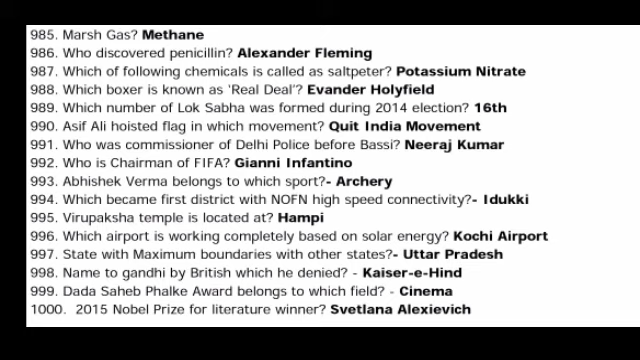 985. Marsh Gas? Methane
986. Who discovered penicillin? Alexander Fleming
987. Which of following chemicals is called as saltpeter? Potassium Nitrate
988. Which boxer is known as 'Real Deal'? Evander Holyfield
989. Which number of Lok Sabha was formed during 2014 election? 16th
990. Asif Ali hoisted flag in which movement? Quit India Movement
991. Who was commissioner of Delhi Police before Bassi? Neeraj Kumar
992. Who is Chairman of FIFA? Gianni Infantino
993. Abhishek Verma belongs to which sport?- Archery
994. Which became first district with NOFN high speed connectivity?- Idukki
995. Virupaksha temple is located at? Hampi
996. Which airport is working completely based on solar energy? Kochi Airport
997. State with Maximum boundaries with other states?- Uttar Pradesh
998. Name to gandhi by British which he denied? - Kaiser-e-Hind
999. Dada Saheb Phalke Award belongs to which field? - Cinema
1000. 2015 Nobel Prize for literature winner? Svetlana Alexievich